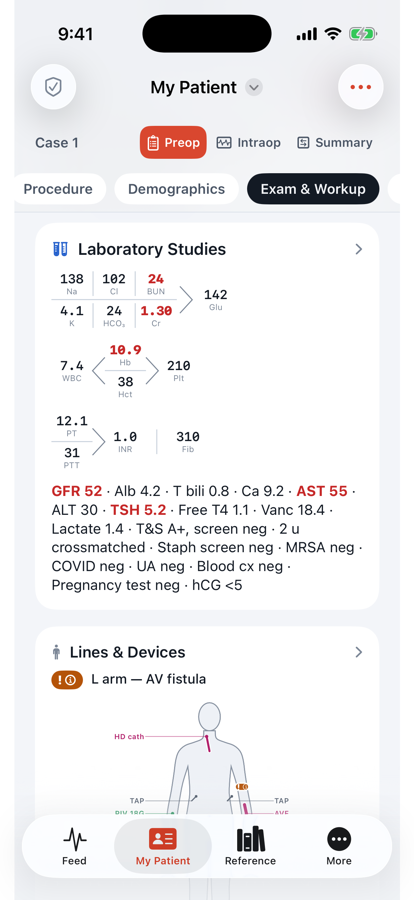 9:41
My Patient
Case 1
Preop
Intraop
Summary
Procedure
Demographics
Exam & Workup
Laboratory Studies
138 102 24
Na Cl BUN
142
Glu
4.1 24 1.30
K HCO₃ Cr
10.9
Hb
7.4 210
WBC Plt
38
Hct
12.1
PT
1.0 310
INR Fib
31
PTT
GFR 52 · Alb 4.2 · T bili 0.8 · Ca 9.2 · AST 55 ·
ALT 30 · TSH 5.2 · Free T4 1.1 · Vanc 18.4 ·
Lactate 1.4 · T&S A+, screen neg · 2 u
crossmatched · Staph screen neg · MRSA neg ·
COVID neg · UA neg · Blood cx neg ·
Pregnancy test neg · hCG <5
Lines & Devices
L arm — AV fistula
HD cath
TAP TAP
PIV 18G AVF
Feed
My Patient
Reference
More